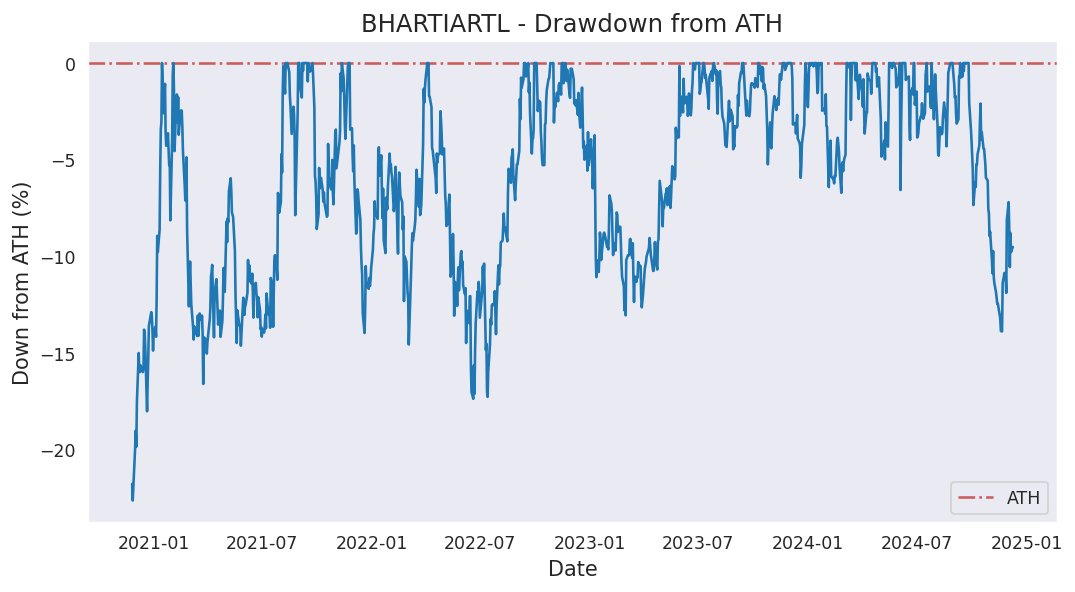 BHARTIARTL - Drawdown from ATH
Down from ATH (%)
0
−5
−10
−15
−20
ATH
2021-01 2021-07 2022-01 2022-07 2023-01 2023-07 2024-01 2024-07 2025-01
Date